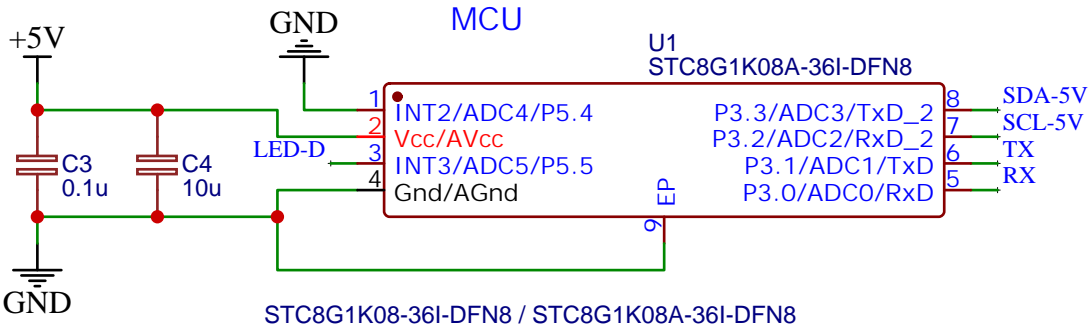 MCU
GND
+5V
U1
STC8G1K08A-36I-DFN8
1 INT2/ADC4/P5.4
2 Vcc/AVcc
LED-D 3 INT3/ADC5/P5.5
4 Gnd/AGnd
P3.3/ADC3/TxD_2 8 SDA-5V
P3.2/ADC2/RxD_2 7 SCL-5V
P3.1/ADC1/TxD 6 TX
P3.0/ADC0/RxD 5 RX
EP
9
C3
0.1u
C4
10u
GND
STC8G1K08-36I-DFN8 / STC8G1K08A-36I-DFN8